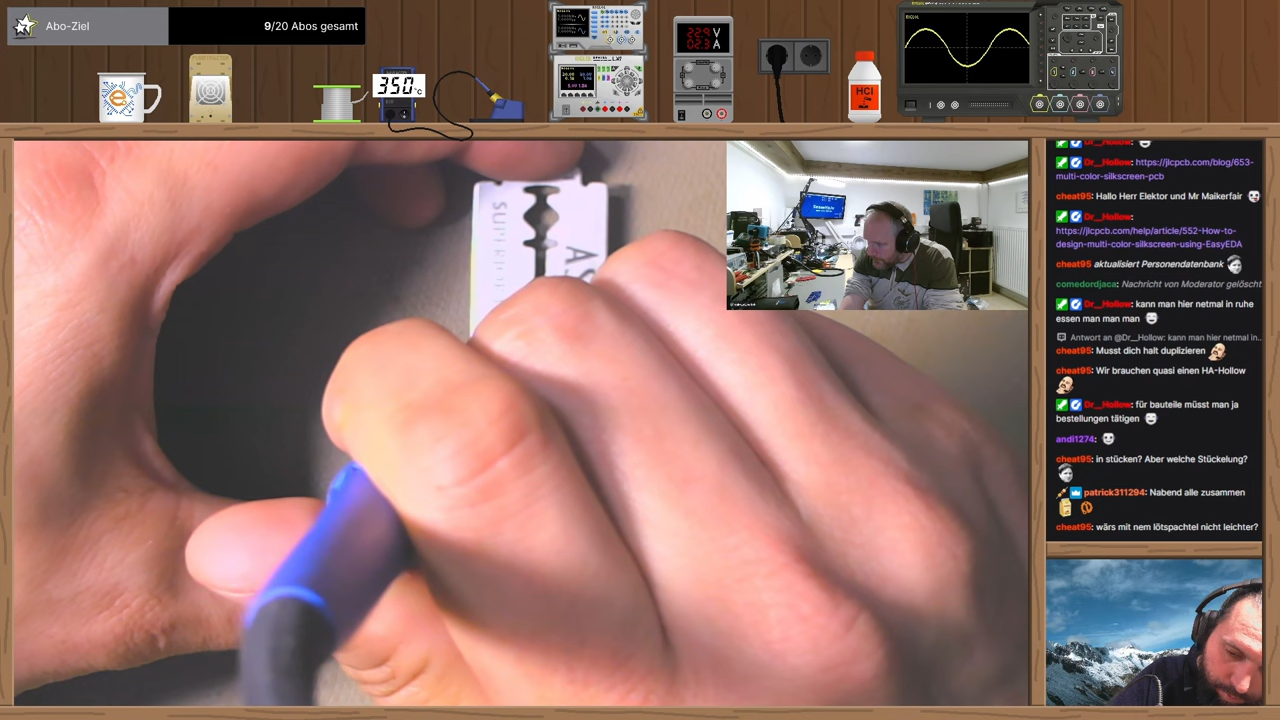 Abo-Ziel
9/20 Abos gesamt
350°C
22.9 V
02.3 A
HCl
Dr__Hollow:
Dr__Hollow: https://jlcpcb.com/blog/653-
multi-color-silkscreen-pcb
cheat95: Hallo Herr Elektor und Mr Maikerfair
Dr__Hollow:
https://jlcpcb.com/help/article/552-How-to-
design-multi-color-silkscreen-using-EasyEDA
cheat95 aktualisiert Personendatenbank
comedordjaca: Nachricht von Moderator gelöscht
Dr__Hollow: kann man hier netmal in ruhe
essen man man man
Antwort an @Dr__Hollow: kann man hier netmal in..
cheat95: Musst dich halt duplizieren
cheat95: Wir brauchen quasi einen HA-Hollow
Dr__Hollow: für bauteile müsst man ja
bestellungen tätigen
andi1274:
cheat95: in stücken? Aber welche Stückelung?
patrick311294: Nabend alle zusammen
cheat95: wärs mit nem lötspachtel nicht leichter?